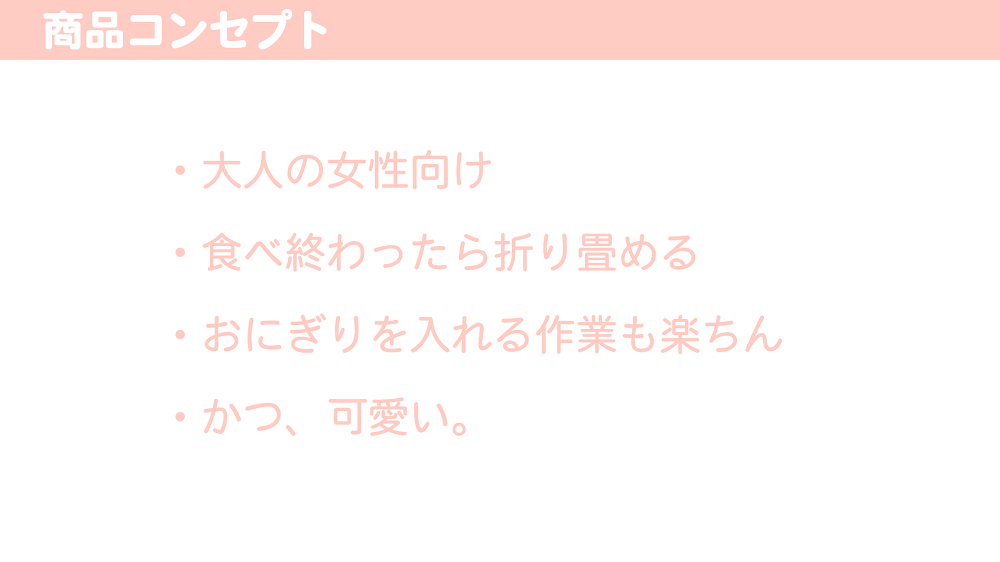 商品コンセプト
・大人の女性向け
・食べ終わったら折り畳める
・おにぎりを入れる作業も楽ちん
・かつ、可愛い。